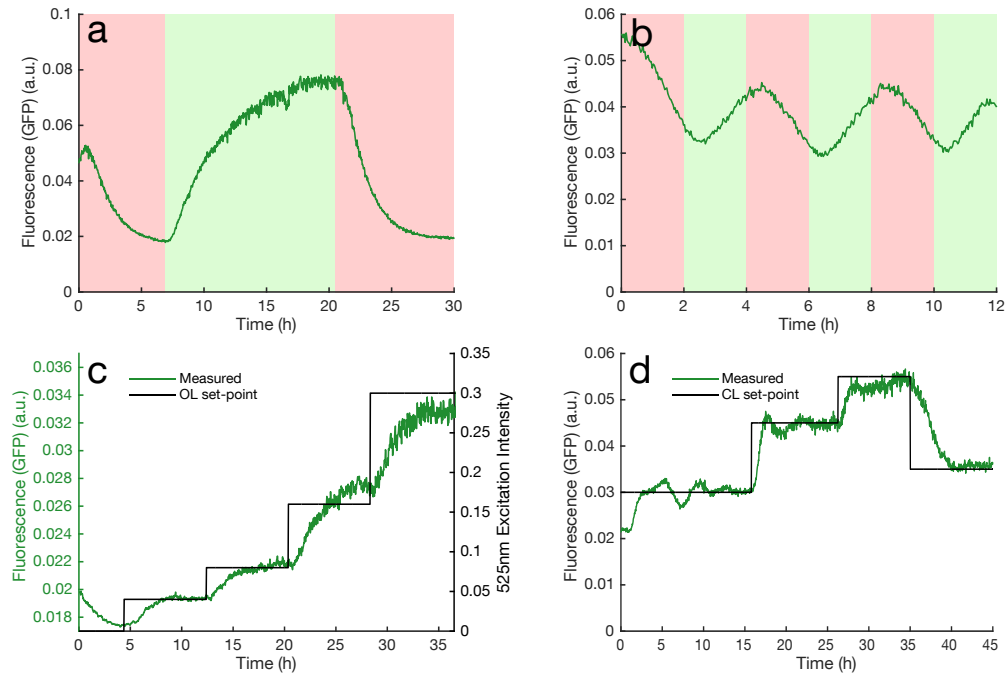 a
Fluorescence (GFP) (a.u.)
0.1
0.08
0.06
0.04
0.02
0
0 5 10 15 20 25 30
Time (h)
b
Fluorescence (GFP) (a.u.)
0.06
0.05
0.04
0.03
0.02
0.01
0
0 2 4 6 8 10 12
Time (h)
c
Measured
OL set-point
Fluorescence (GFP) (a.u.)
0.036
0.034
0.032
0.03
0.028
0.026
0.024
0.022
0.02
0.018
0.35
0.3
0.25
0.2
0.15
0.1
0.05
0
525nm Excitation Intensity
0 5 10 15 20 25 30 35
Time (h)
d
Measured
CL set-point
Fluorescence (GFP) (a.u.)
0.06
0.05
0.04
0.03
0.02
0.01
0
0 5 10 15 20 25 30 35 40 45
Time (h)